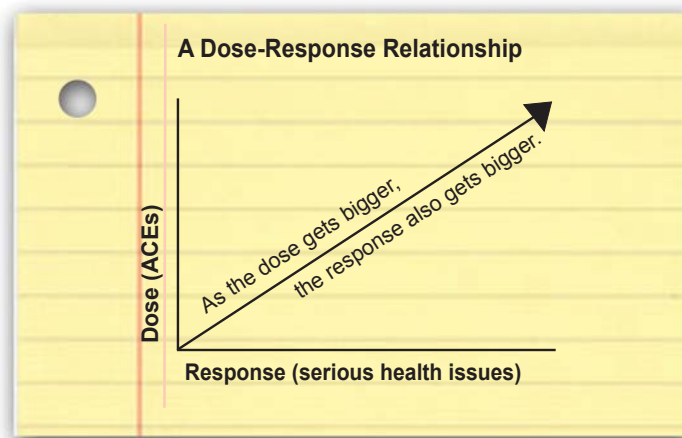 A Dose-Response Relationship
Dose (ACEs)
As the dose gets bigger,
the response also gets bigger.
Response (serious health issues)